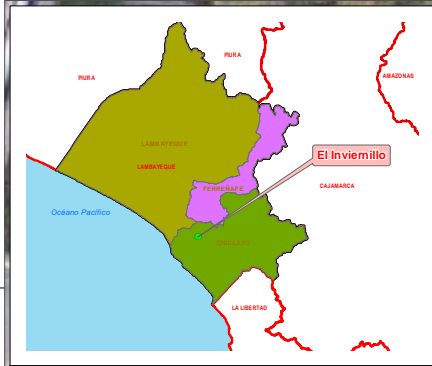 PIURA
PIURA
AMAZONAS
LAMBAYEQUE
LAMBAYEQUE
El Inviernillo
FERREÑAFE
CAJAMARCA
Océano Pacífico
CHICLAYO
LA LIBERTAD